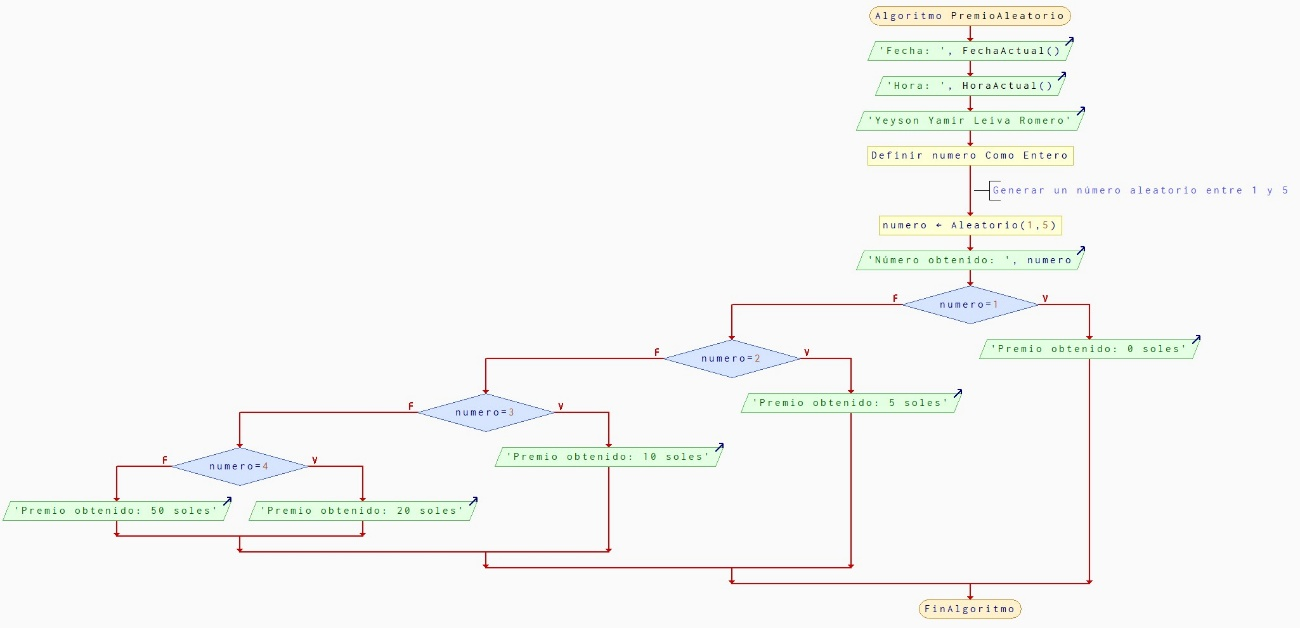 Algoritmo PremioAleatorio
'Fecha: ', FechaActual()
'Hora: ', HoraActual()
'Yeyson Yamir Leiva Romero'
Definir numero Como Entero
Generar un número aleatorio entre 1 y 5
numero ← Aleatorio(1,5)
'Número obtenido: ', numero
F
numero=1
V
'Premio obtenido: 0 soles'
F
numero=2
V
'Premio obtenido: 5 soles'
F
numero=3
V
'Premio obtenido: 10 soles'
F
numero=4
V
'Premio obtenido: 50 soles'
'Premio obtenido: 20 soles'
FinAlgoritmo